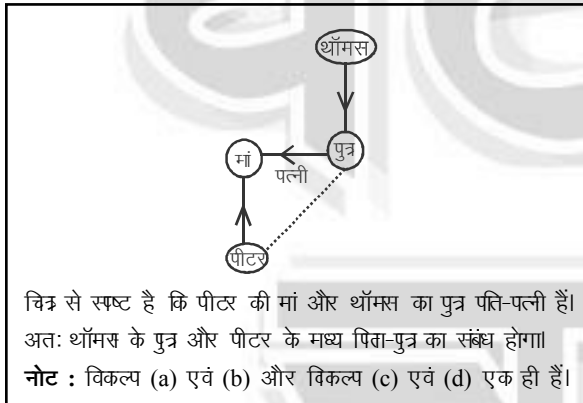 थॉमस
मां
पत्नी
पुत्र
पीटर
चित्र से स्पष्ट है कि पीटर की मां और थॉमस का पुत्र पति-पत्नी हैं।
अतः थॉमस के पुत्र और पीटर के मध्य पिता-पुत्र का संबंध होगा।
नोट : विकल्प (a) एवं (b) और विकल्प (c) एवं (d) एक ही हैं।